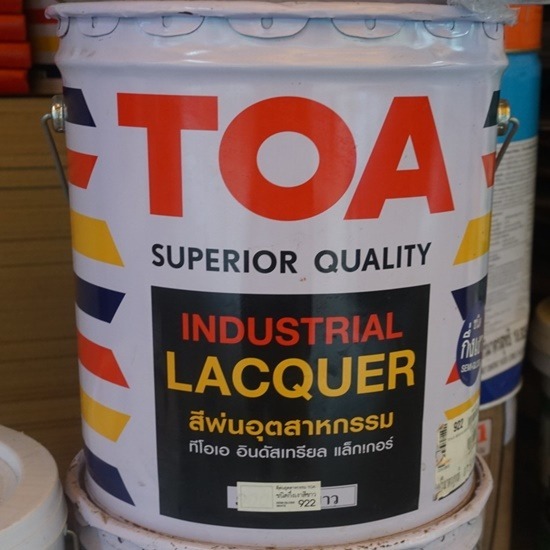 TOA
SUPERIOR QUALITY
INDUSTRIAL
LACQUER
สีพ่นอุตสาหกรรม
ทีโอเอ อินดัสเทรียล แล็กเกอร์
922
922